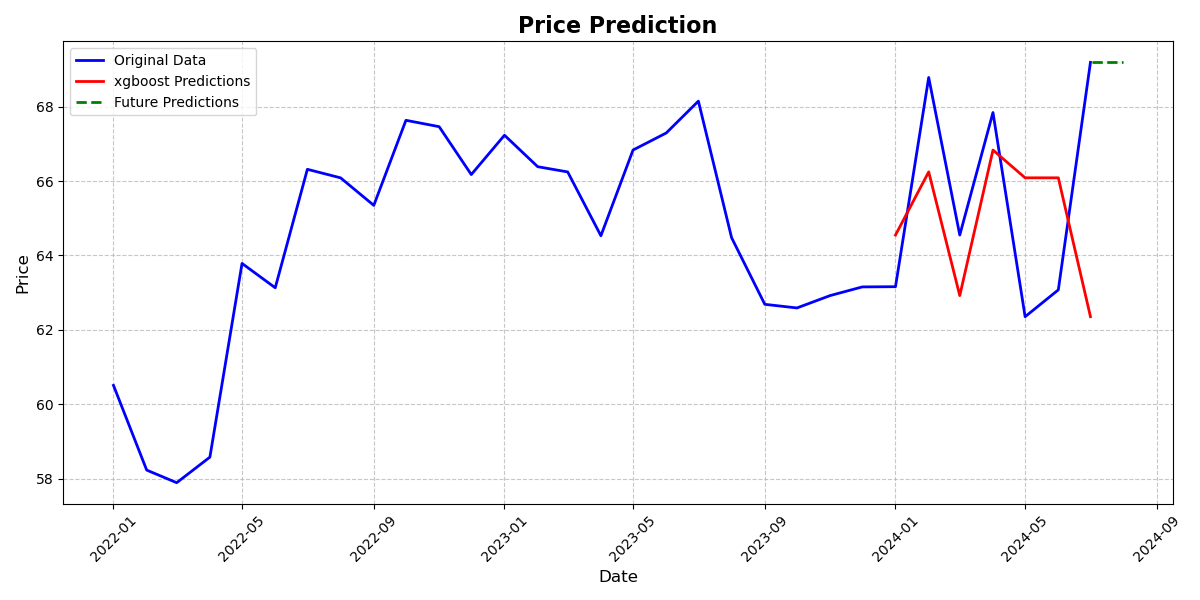 Price Prediction
Original Data
xgboost Predictions
Future Predictions
68
66
64
62
60
58
Price
2022-01
2022-05
2022-09
2023-01
2023-05
2023-09
2024-01
2024-05
2024-09
Date